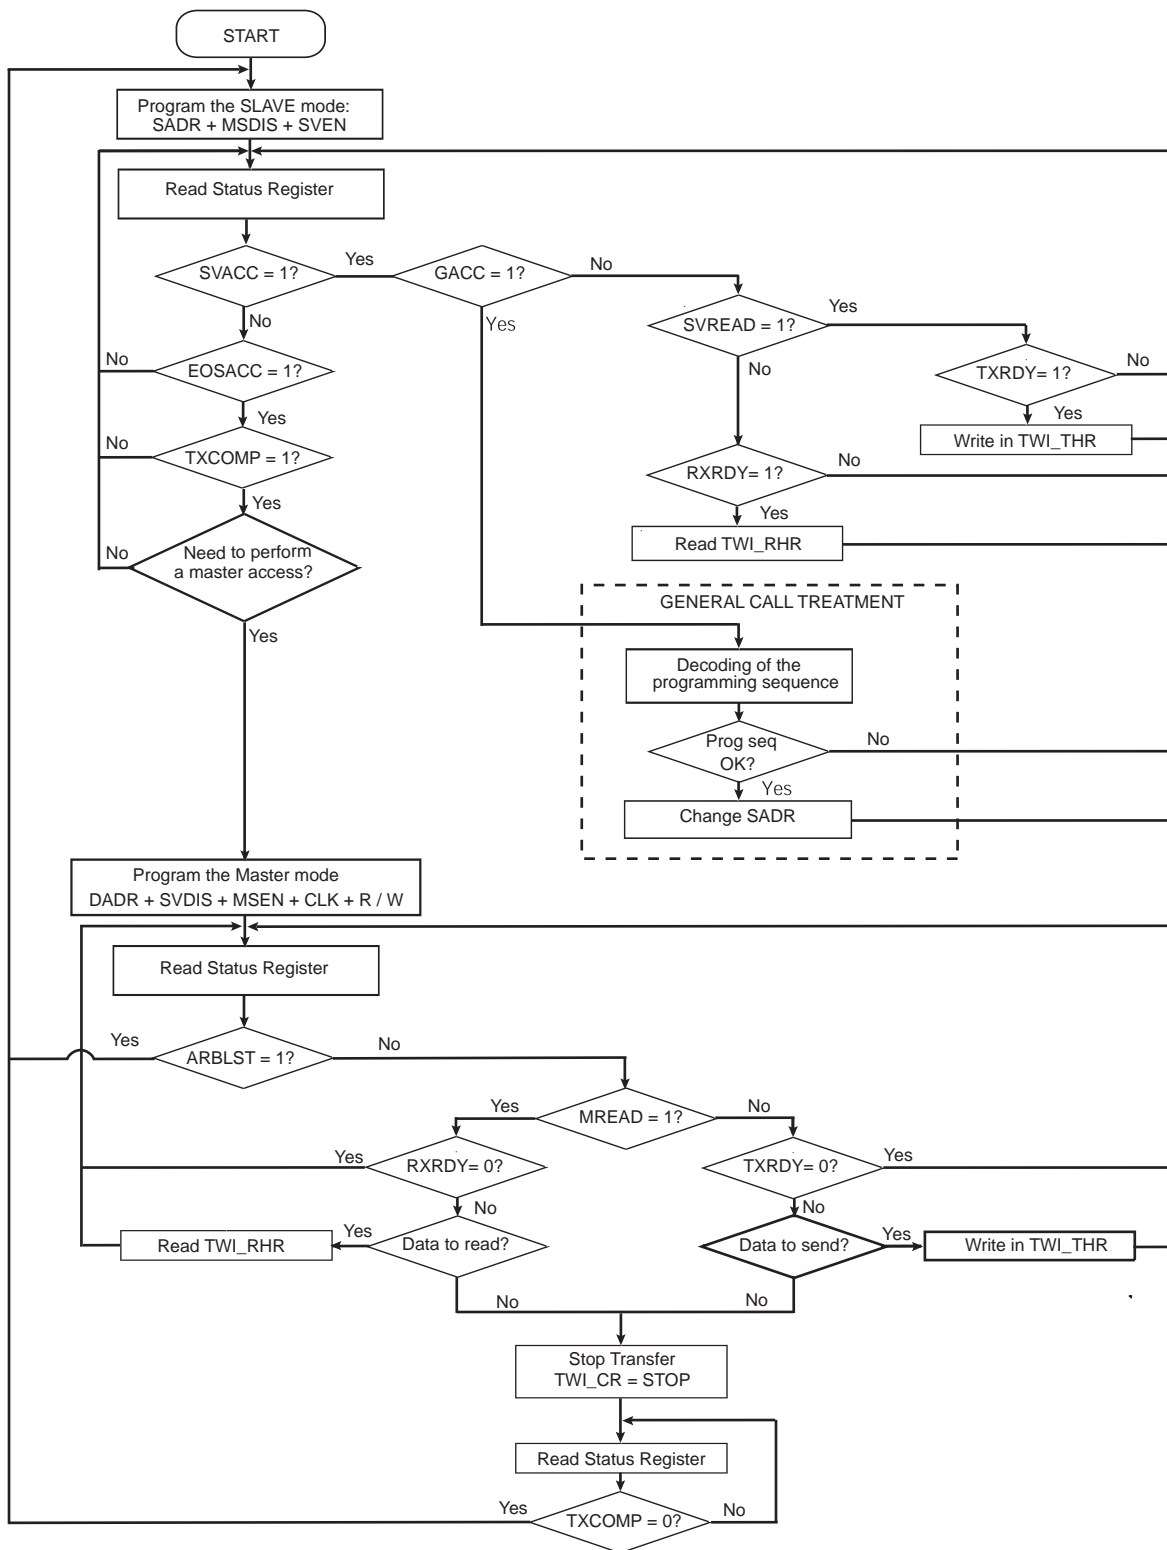 START
Program the SLAVE mode:
SADR + MSDIS + SVEN
Read Status Register
SVACC = 1?
Yes
GACC = 1?
No
No
Yes
SVREAD = 1?
Yes
No
EOSACC = 1?
No
TXRDY= 1?
No
Yes
Yes
Write in TWI_THR
No
TXCOMP = 1?
RXRDY= 1?
No
Yes
Yes
Read TWI_RHR
No
Need to perform
a master access?
Yes
GENERAL CALL TREATMENT
Decoding of the
programming sequence
Prog seq
OK?
No
Yes
Change SADR
Program the Master mode
DADR + SVDIS + MSEN + CLK + R / W
Read Status Register
Yes
ARBLST = 1?
No
Yes
MREAD = 1?
No
Yes
RXRDY= 0?
TXRDY= 0?
Yes
No
No
Read TWI_RHR
Yes
Data to read?
Data to send?
Yes
Write in TWI_THR
No
No
Stop Transfer
TWI_CR = STOP
Read Status Register
Yes
TXCOMP = 0?
No